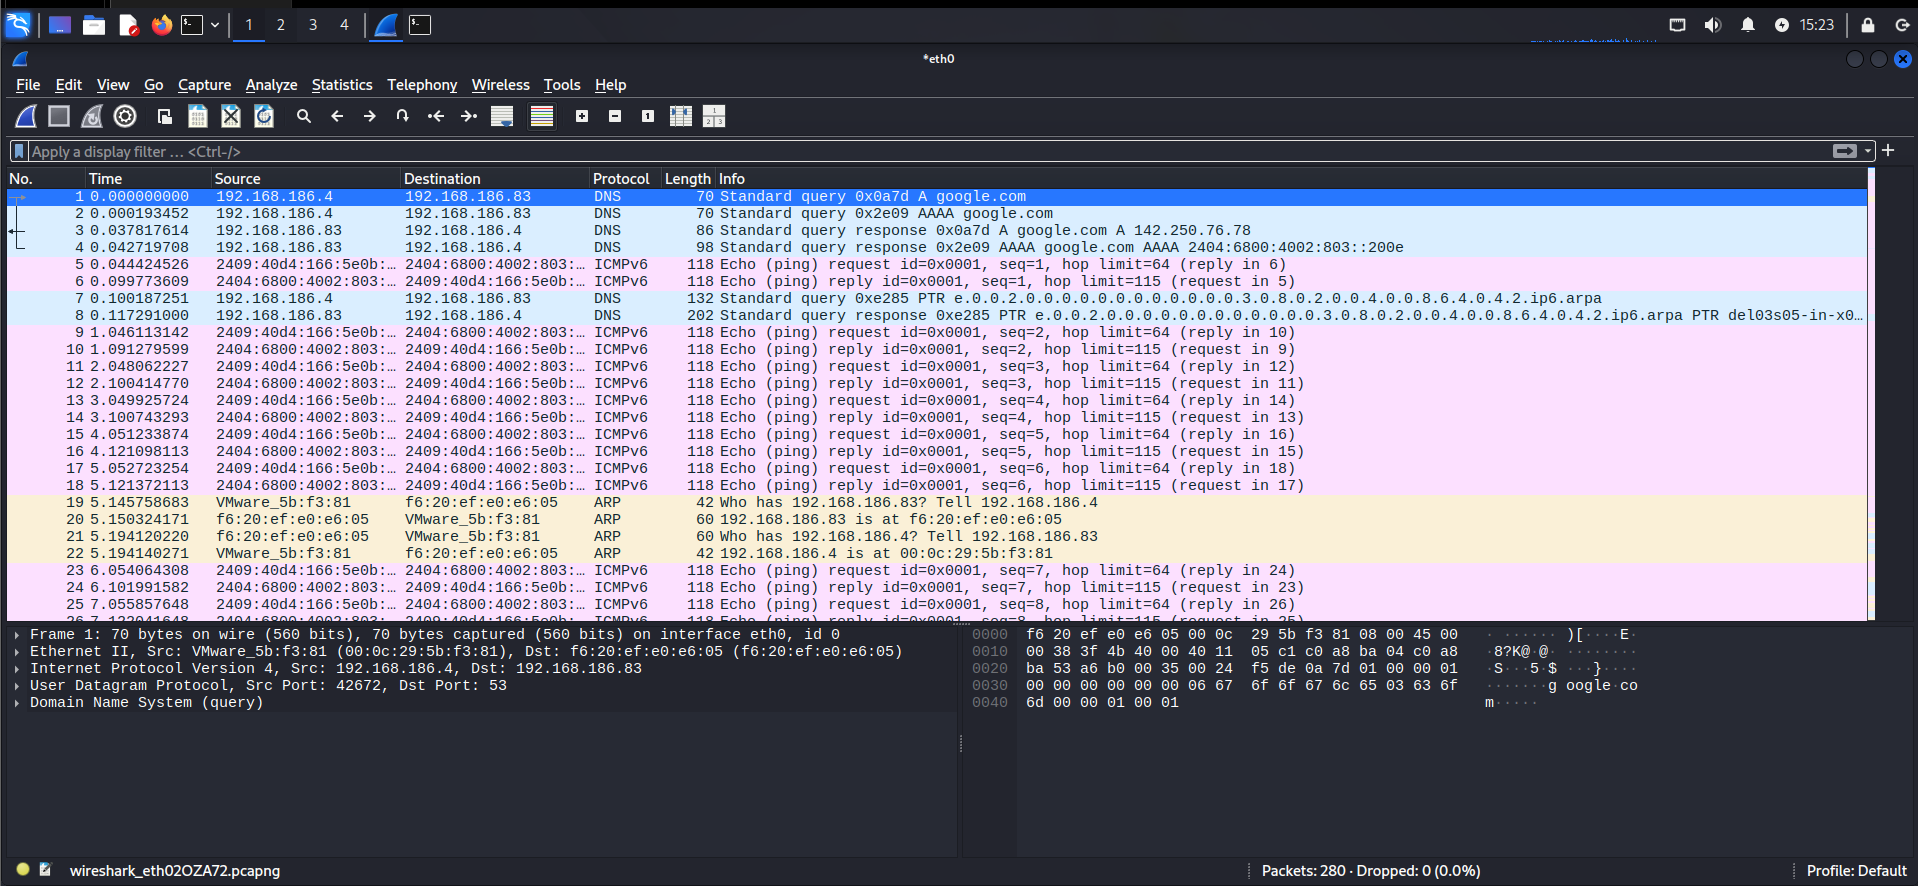 1 2 3 4 15:23
*eth0
File Edit View Go Capture Analyze Statistics Telephony Wireless Tools Help
Apply a display filter … <Ctrl-/>
No. Time Source Destination Protocol Length Info
1 0.000000000 192.168.186.4 192.168.186.83 DNS 70 Standard query 0x0a7d A google.com
2 0.000193452 192.168.186.4 192.168.186.83 DNS 70 Standard query 0x2e09 AAAA google.com
3 0.037817614 192.168.186.83 192.168.186.4 DNS 86 Standard query response 0x0a7d A google.com A 142.250.76.78
4 0.042719708 192.168.186.83 192.168.186.4 DNS 98 Standard query response 0x2e09 AAAA google.com AAAA 2404:6800:4002:803::200e
5 0.044424526 2409:40d4:166:5e0b:… 2404:6800:4002:803:… ICMPv6 118 Echo (ping) request id=0x0001, seq=1, hop limit=64 (reply in 6)
6 0.099773609 2404:6800:4002:803:… 2409:40d4:166:5e0b:… ICMPv6 118 Echo (ping) reply id=0x0001, seq=1, hop limit=115 (request in 5)
7 0.100187251 192.168.186.4 192.168.186.83 DNS 132 Standard query 0xe285 PTR e.0.0.2.0.0.0.0.0.0.0.0.0.0.0.0.3.0.8.0.2.0.0.4.0.0.8.6.4.0.4.2.ip6.arpa
8 0.117291000 192.168.186.83 192.168.186.4 DNS 202 Standard query response 0xe285 PTR e.0.0.2.0.0.0.0.0.0.0.0.0.0.0.0.3.0.8.0.2.0.0.4.0.0.8.6.4.0.4.2.ip6.arpa PTR del03s05-in-x0…
9 1.046113142 2409:40d4:166:5e0b:… 2404:6800:4002:803:… ICMPv6 118 Echo (ping) request id=0x0001, seq=2, hop limit=64 (reply in 10)
10 1.091279599 2404:6800:4002:803:… 2409:40d4:166:5e0b:… ICMPv6 118 Echo (ping) reply id=0x0001, seq=2, hop limit=115 (request in 9)
11 2.048062227 2409:40d4:166:5e0b:… 2404:6800:4002:803:… ICMPv6 118 Echo (ping) request id=0x0001, seq=3, hop limit=64 (reply in 12)
12 2.100414770 2404:6800:4002:803:… 2409:40d4:166:5e0b:… ICMPv6 118 Echo (ping) reply id=0x0001, seq=3, hop limit=115 (request in 11)
13 3.049925724 2409:40d4:166:5e0b:… 2404:6800:4002:803:… ICMPv6 118 Echo (ping) request id=0x0001, seq=4, hop limit=64 (reply in 14)
14 3.100743293 2404:6800:4002:803:… 2409:40d4:166:5e0b:… ICMPv6 118 Echo (ping) reply id=0x0001, seq=4, hop limit=115 (request in 13)
15 4.051233874 2409:40d4:166:5e0b:… 2404:6800:4002:803:… ICMPv6 118 Echo (ping) request id=0x0001, seq=5, hop limit=64 (reply in 16)
16 4.121098113 2404:6800:4002:803:… 2409:40d4:166:5e0b:… ICMPv6 118 Echo (ping) reply id=0x0001, seq=5, hop limit=115 (request in 15)
17 5.052723254 2409:40d4:166:5e0b:… 2404:6800:4002:803:… ICMPv6 118 Echo (ping) request id=0x0001, seq=6, hop limit=64 (reply in 18)
18 5.121372113 2404:6800:4002:803:… 2409:40d4:166:5e0b:… ICMPv6 118 Echo (ping) reply id=0x0001, seq=6, hop limit=115 (request in 17)
19 5.145758683 VMware_5b:f3:81 f6:20:ef:e0:e6:05 ARP 42 Who has 192.168.186.83? Tell 192.168.186.4
20 5.150324171 f6:20:ef:e0:e6:05 VMware_5b:f3:81 ARP 60 192.168.186.83 is at f6:20:ef:e0:e6:05
21 5.194120220 f6:20:ef:e0:e6:05 VMware_5b:f3:81 ARP 60 Who has 192.168.186.4? Tell 192.168.186.83
22 5.194140271 VMware_5b:f3:81 f6:20:ef:e0:e6:05 ARP 42 192.168.186.4 is at 00:0c:29:5b:f3:81
23 6.054064308 2409:40d4:166:5e0b:… 2404:6800:4002:803:… ICMPv6 118 Echo (ping) request id=0x0001, seq=7, hop limit=64 (reply in 24)
24 6.101991582 2404:6800:4002:803:… 2409:40d4:166:5e0b:… ICMPv6 118 Echo (ping) reply id=0x0001, seq=7, hop limit=115 (request in 23)
25 7.055857648 2409:40d4:166:5e0b:… 2404:6800:4002:803:… ICMPv6 118 Echo (ping) request id=0x0001, seq=8, hop limit=64 (reply in 26)
Frame 1: 70 bytes on wire (560 bits), 70 bytes captured (560 bits) on interface eth0, id 0
Ethernet II, Src: VMware_5b:f3:81 (00:0c:29:5b:f3:81), Dst: f6:20:ef:e0:e6:05 (f6:20:ef:e0:e6:05)
Internet Protocol Version 4, Src: 192.168.186.4, Dst: 192.168.186.83
User Datagram Protocol, Src Port: 42672, Dst Port: 53
Domain Name System (query)
0000 f6 20 ef e0 e6 05 00 0c 29 5b f3 81 08 00 45 00 · ······ )[····E·
0010 00 38 3f 4b 40 00 40 11 05 c1 c0 a8 ba 04 c0 a8 ·8?K@·@· ········
0020 ba 53 a6 b0 00 35 00 24 f5 de 0a 7d 01 00 00 01 ·S···5·$ ···}····
0030 00 00 00 00 00 00 06 67 6f 6f 67 6c 65 03 63 6f ·······g oogle·co
0040 6d 00 00 01 00 01 m·····
wireshark_eth02OZA72.pcapng Packets: 280 · Dropped: 0 (0.0%) Profile: Default